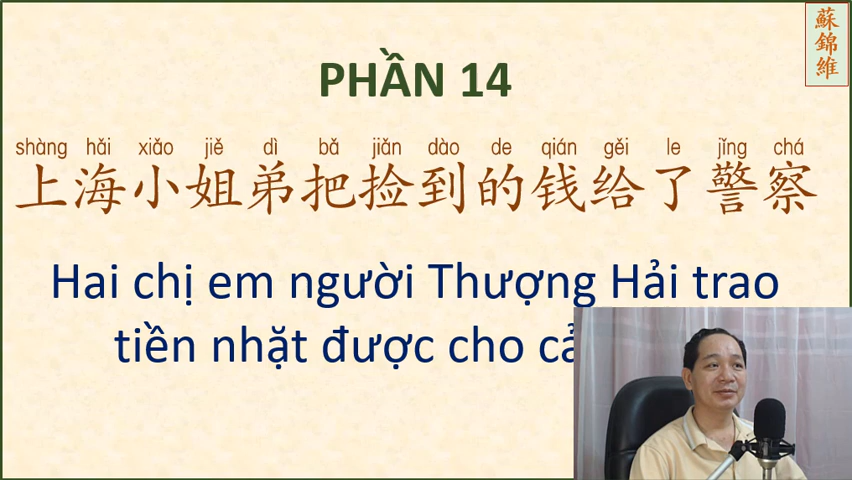 蘇錦維
PHẦN 14
shàng hǎi xiǎo jiě dì bǎ jiǎn dào de qián gěi le jǐng chá
上海小姐弟把捡到的钱给了警察
Hai chị em người Thượng Hải trao
tiền nhặt được cho